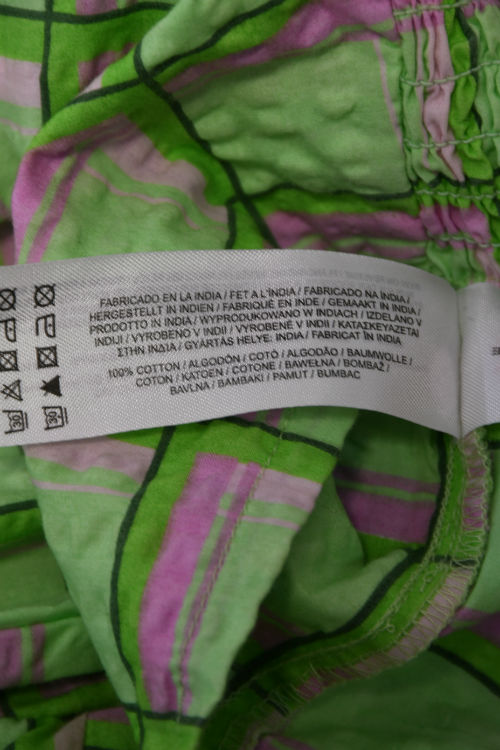 FABRICADO EN LA INDIA / FET A L'ÍNDIA / FABRICADO NA ÍNDIA /
HERGESTELLT IN INDIEN / FABRIQUÉ EN INDE / GEMAAKT IN INDIA /
PRODOTTO IN INDIA / WYPRODUKOWANO W INDIACH / IZDELANO V
INDIJI / VYROBENO V INDII / VYROBENÉ V INDII / ΚΑΤΑΣΚΕΥΑΖΕΤΑΙ
ΣΤΗΝ ΙΝΔΙΑ / GYÁRTÁS HELYE: INDIA / FABRICAT ÎN INDIA
100% COTTON / ALGODÓN / COTÓ / ALGODÃO / BAUMWOLLE /
COTON / KATOEN / COTONE / BAWEŁNA / BOMBAŽ /
BAVLNA / ΒΑΜΒΑΚΙ / PAMUT / BUMBAC